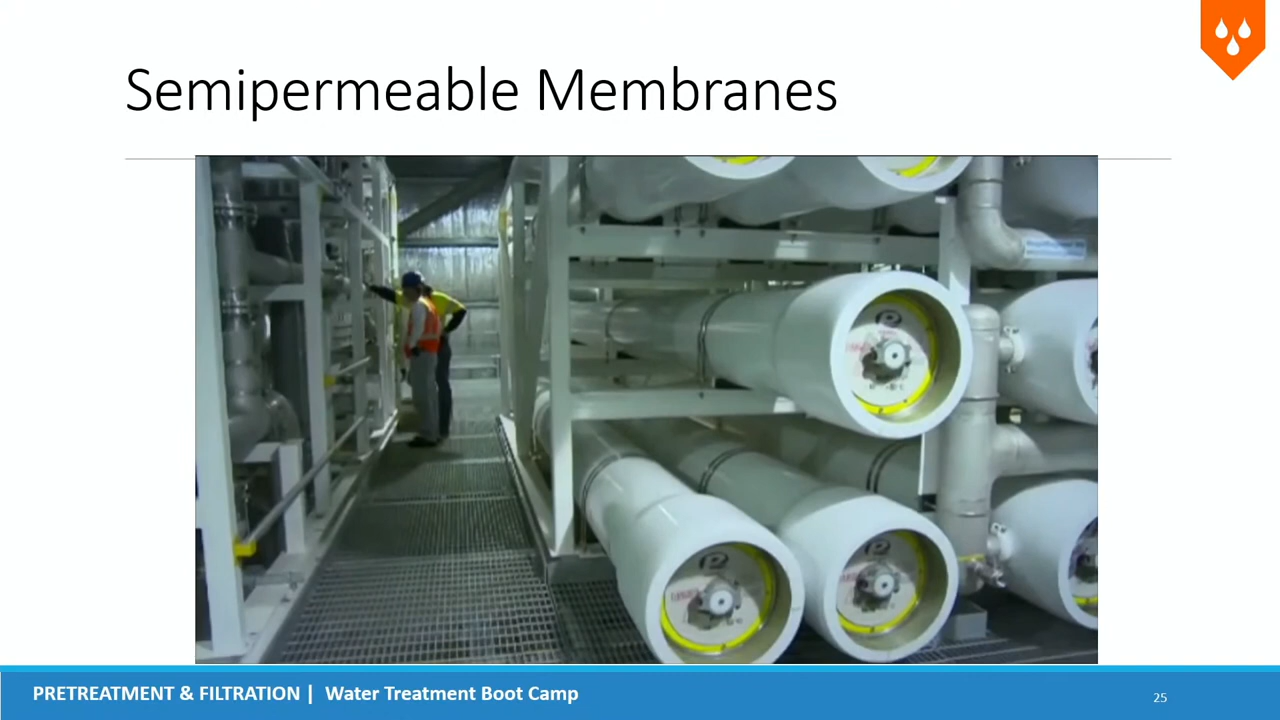 Semipermeable Membranes
PRETREATMENT & FILTRATION | Water Treatment Boot Camp
25